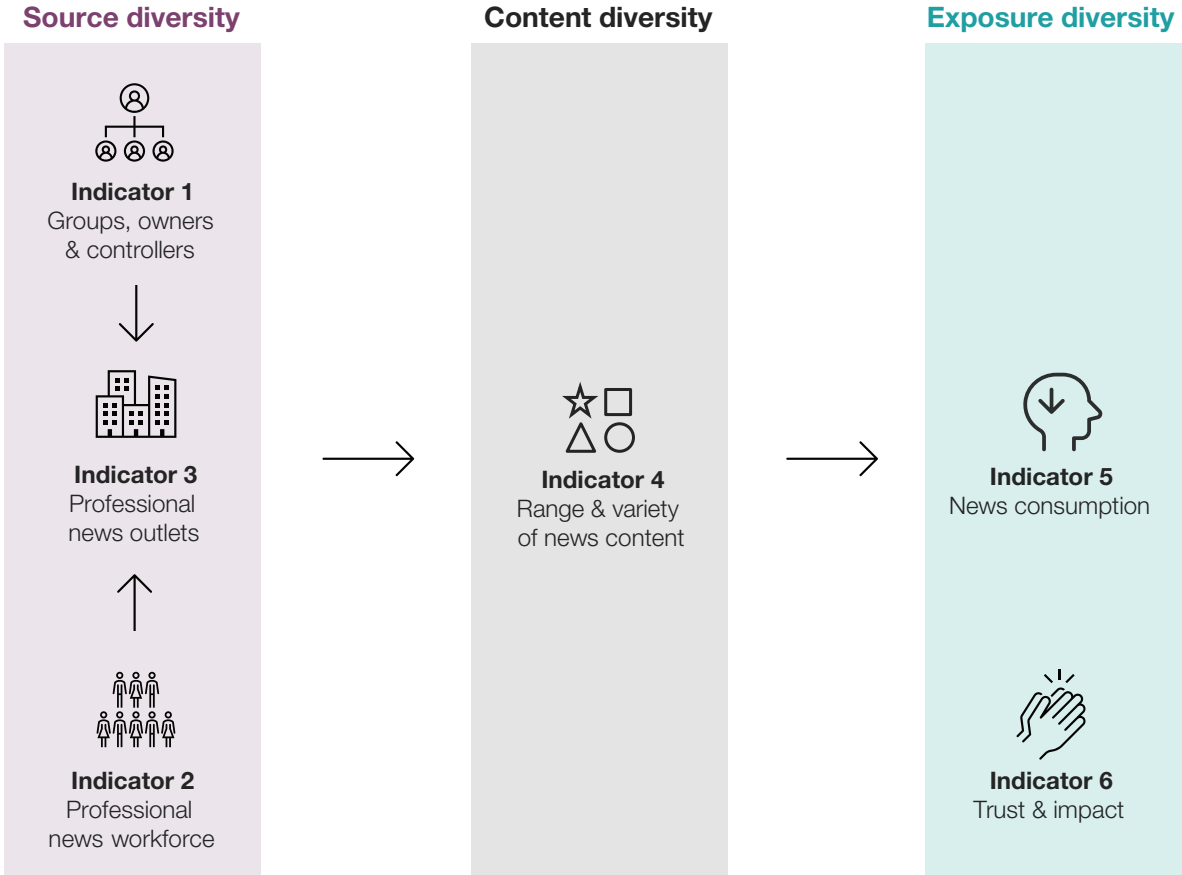 Source diversity
Indicator 1
Groups, owners
& controllers
Indicator 3
Professional
news outlets
Indicator 2
Professional
news workforce
Content diversity
Indicator 4
Range & variety
of news content
Exposure diversity
Indicator 5
News consumption
Indicator 6
Trust & impact